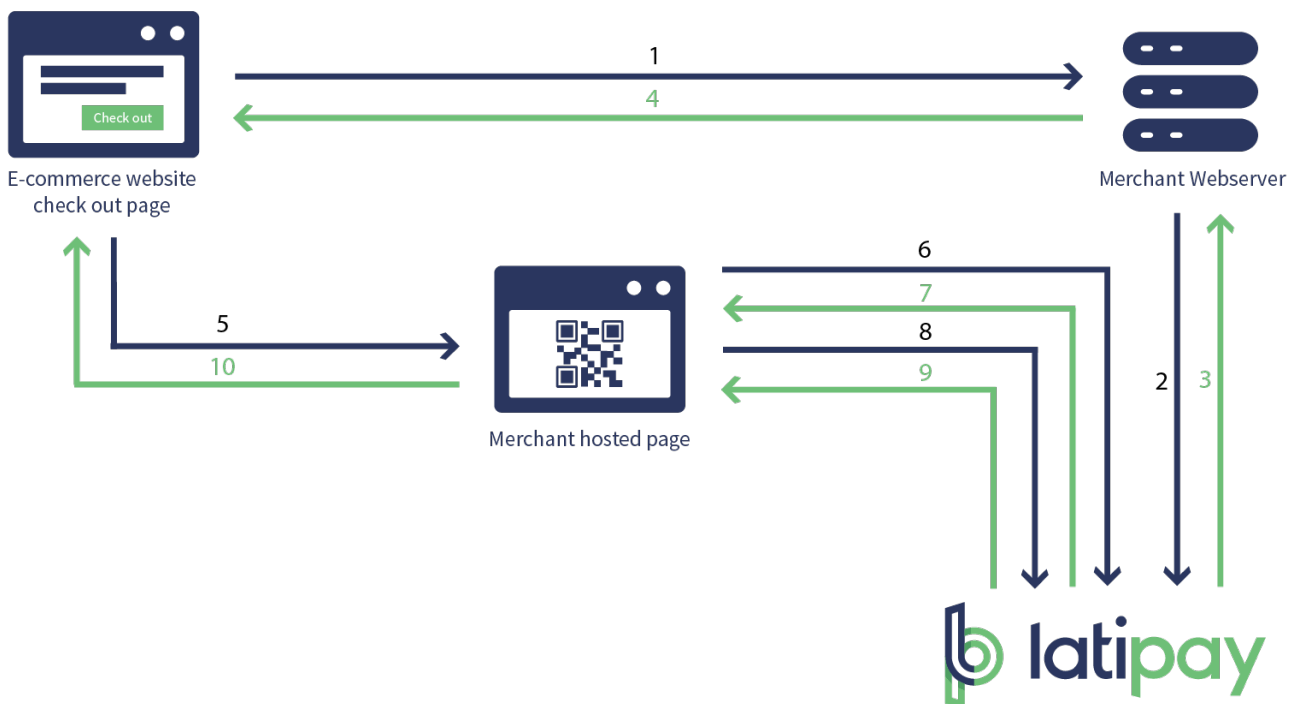 1
4
Check out
E-commerce website
check out page
Merchant Webserver
6
7
5
8
10
9
2
3
Merchant hosted page
latipay